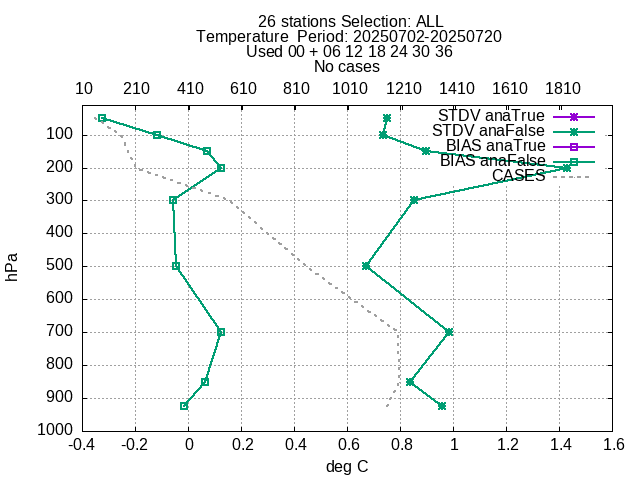 26 stations Selection: ALL
Temperature  Period: 20250702-20250720
Used 00 + 06 12 18 24 30 36
No cases
10 210 410 610 810 1010 1210 1410 1610 1810
STDV anaTrue
STDV anaFalse
BIAS anaTrue
BIAS anaFalse
CASES
100
200
300
400
500
600
700
800
900
1000
hPa
-0.4 -0.2 0 0.2 0.4 0.6 0.8 1 1.2 1.4 1.6
deg C